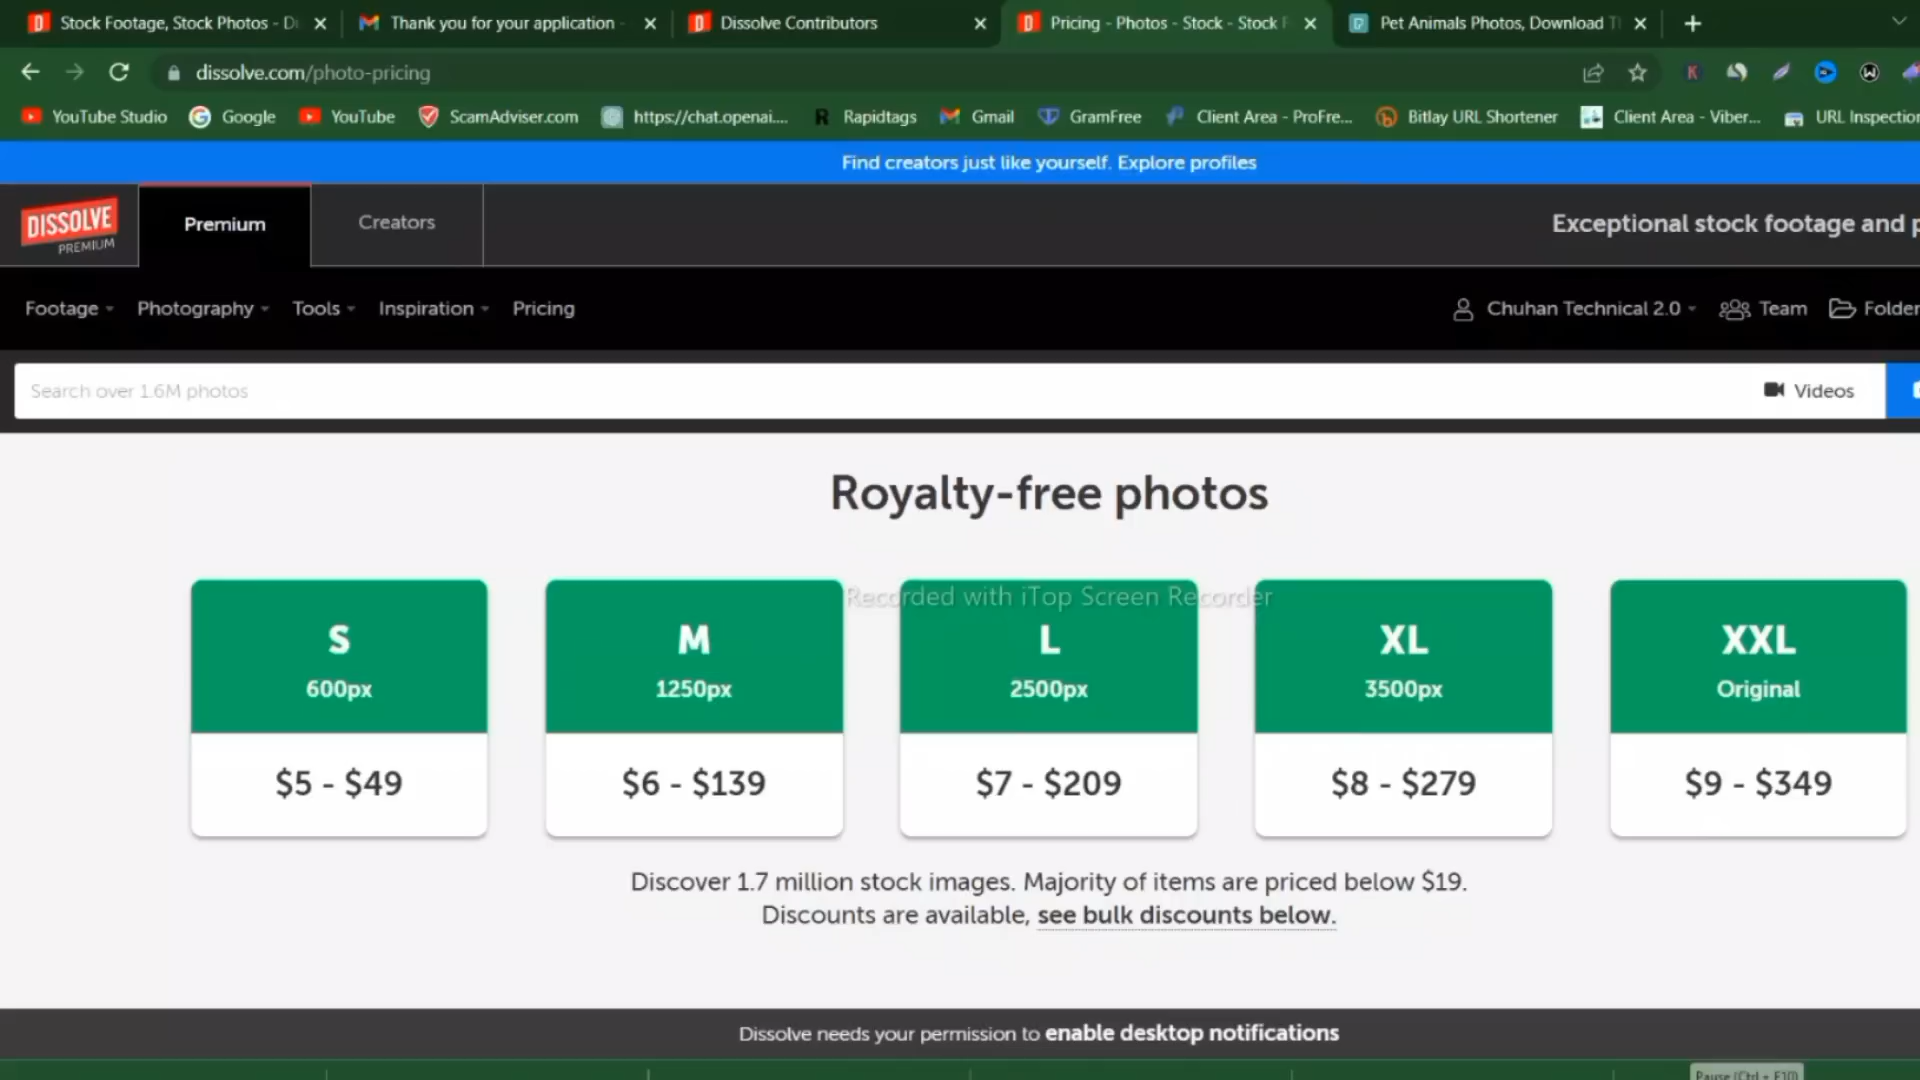 Stock Footage, Stock Photos - Di
Thank you for your application -
Dissolve Contributors
Pricing - Photos - Stock - Stock F
Pet Animals Photos, Download T
dissolve.com/photo-pricing
YouTube Studio
Google
YouTube
ScamAdviser.com
https://chat.openai....
Rapidtags
Gmail
GramFree
Client Area - ProFre...
Bitlay URL Shortener
Client Area - Viber...
URL Inspection
Find creators just like yourself. Explore profiles
DISSOLVE
PREMIUM
Premium
Creators
Exceptional stock footage and p
Footage
Photography
Tools
Inspiration
Pricing
Chuhan Technical 2.0
Team
Folder
Search over 1.6M photos
Videos
Royalty-free photos
Recorded with iTop Screen Recorder
S
600px
$5 - $49
M
1250px
$6 - $139
L
2500px
$7 - $209
XL
3500px
$8 - $279
XXL
Original
$9 - $349
Discover 1.7 million stock images. Majority of items are priced below $19.
Discounts are available, see bulk discounts below.
Dissolve needs your permission to enable desktop notifications
Pause (Ctrl + F10)